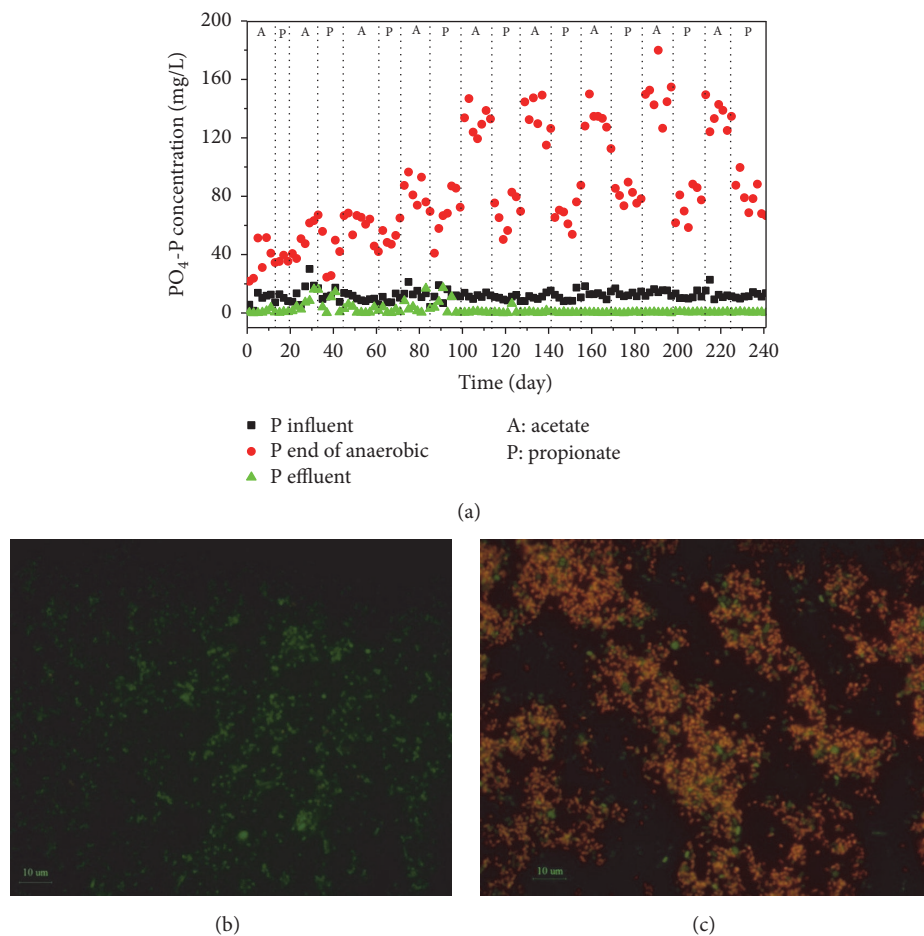 200
160
120
80
40
0
PO₄-P concentration (mg/L)
A P A P A P A P A P A P A P A P A P
0 20 40 60 80 100 120 140 160 180 200 220 240
Time (day)
P influent
P end of anaerobic
P effluent
A: acetate
P: propionate
(a)
10 um
10 um
(b)
(c)